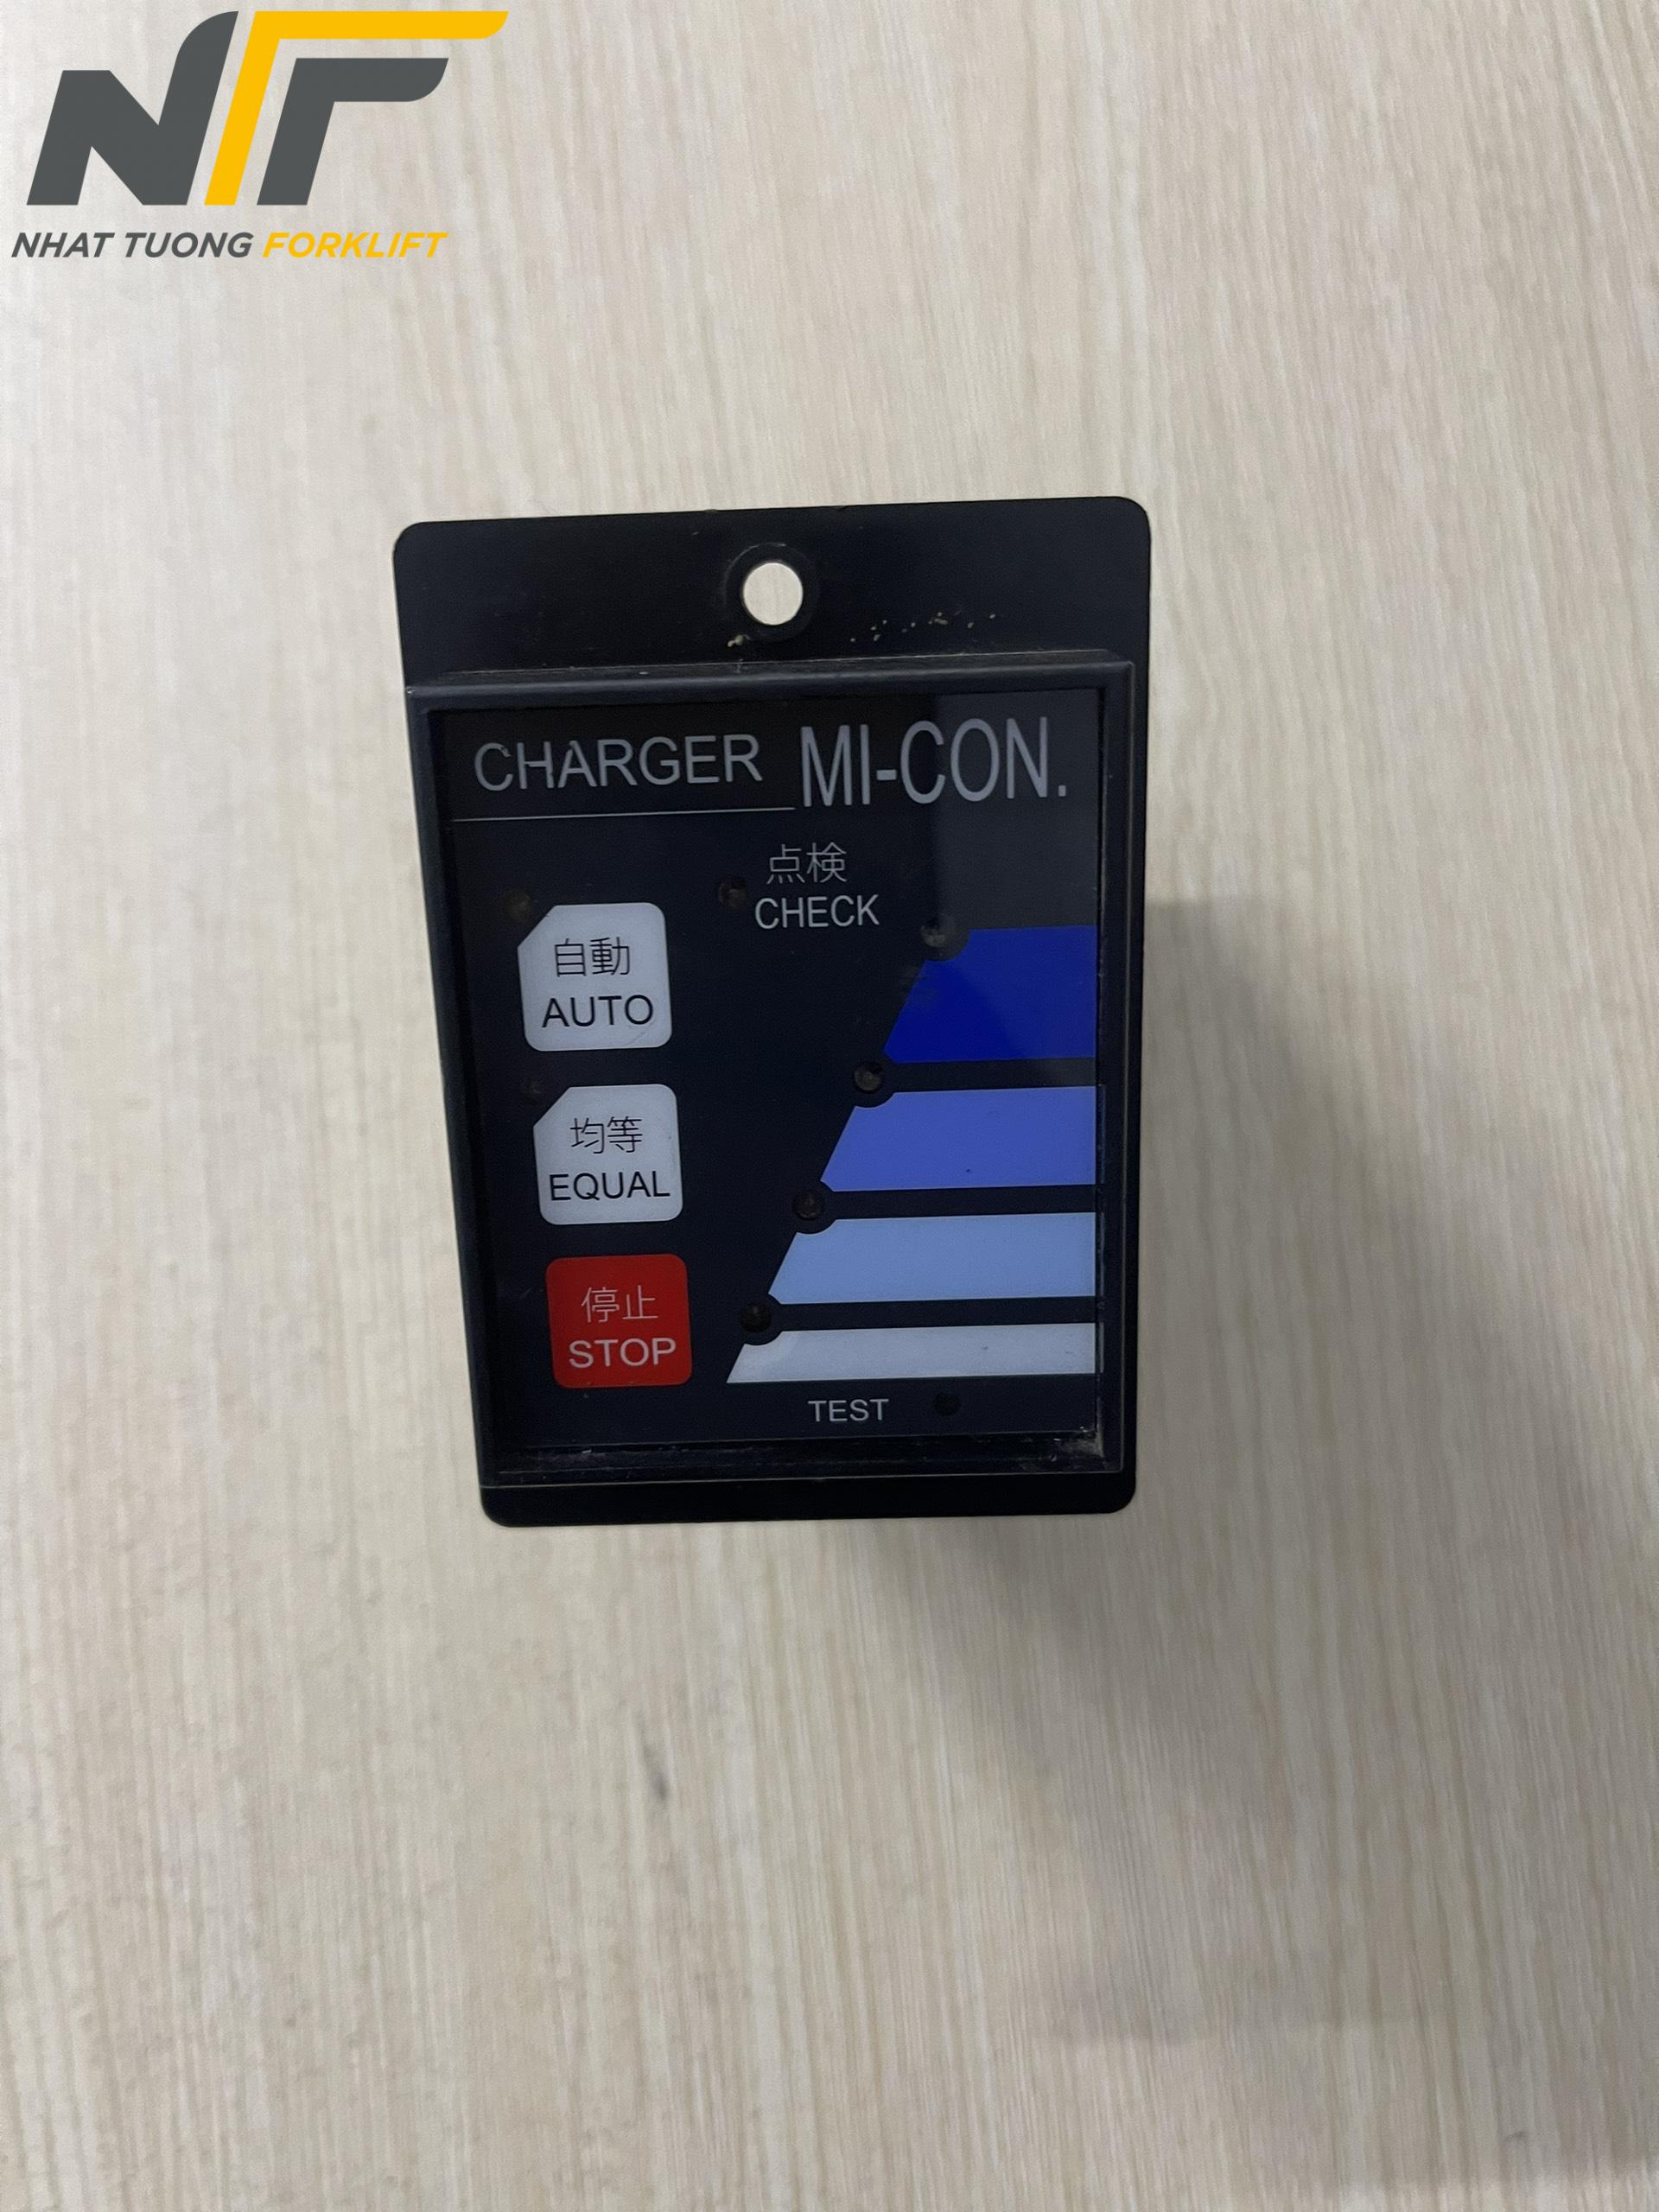 NTF
NHAT TUONG FORKLIFT
CHARGER MI-CON.
点検
CHECK
自動
AUTO
均等
EQUAL
停止
STOP
TEST